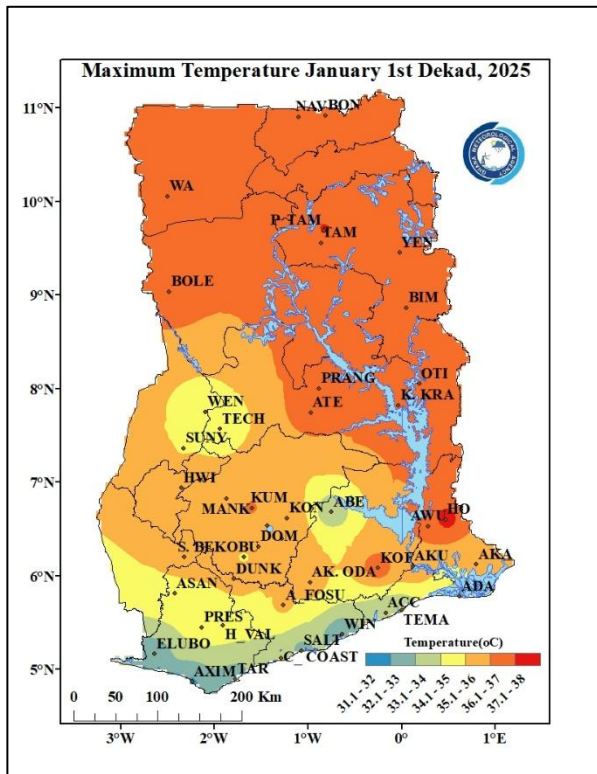 Maximum Temperature January 1st Dekad, 2025
11°N
10°N
9°N
8°N
7°N
6°N
5°N
NAV BON
WA
P-TAM
TAM
YEN
BOLE
BIM
PRANG
OTI
ATE
K. KRA
WEN
TECH
SUNY
HWI
KUM
MANK
KON
ABE
HO
AWU
DOM
S. BEKOBU
KOF
AKU
AKA
DUNK
AK. ODA
ASAN
ADA
A_FOSU
PRES
H_VAL
ACC
TEMA
WIN
ELUBO
SALT
C_COAST
AXIM
TAR
Temperature(oC)
31.1 - 32
32.1 - 33
33.1 - 34
34.1 - 35
35.1 - 36
36.1 - 37
37.1 - 38
0 50 100 200 Km
3°W 2°W 1°W 0° 1°E